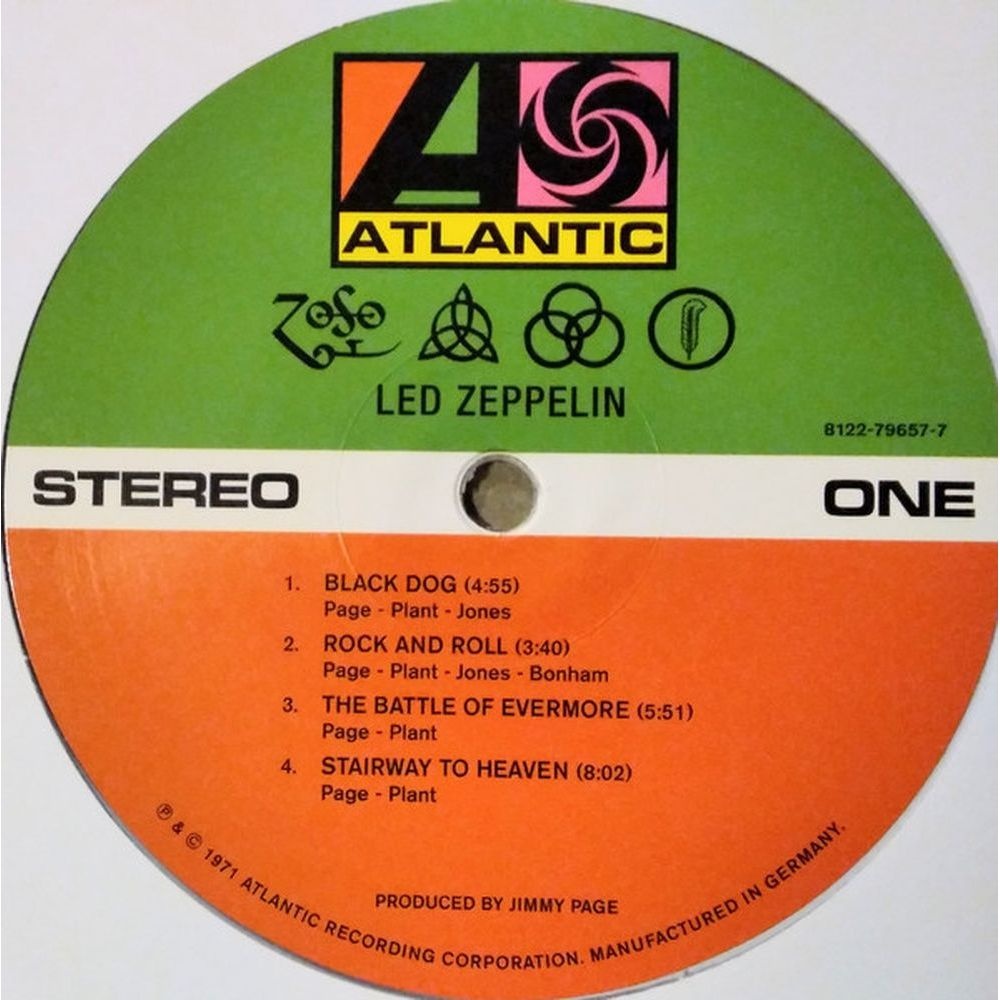 ATLANTIC
ZoSo
LED ZEPPELIN
8122-79657-7
STEREO
ONE
1. BLACK DOG (4:55)
Page - Plant - Jones
2. ROCK AND ROLL (3:40)
Page - Plant - Jones - Bonham
3. THE BATTLE OF EVERMORE (5:51)
Page - Plant
4. STAIRWAY TO HEAVEN (8:02)
Page - Plant
PRODUCED BY JIMMY PAGE
℗ & © 1971 ATLANTIC RECORDING CORPORATION. MANUFACTURED IN GERMANY.